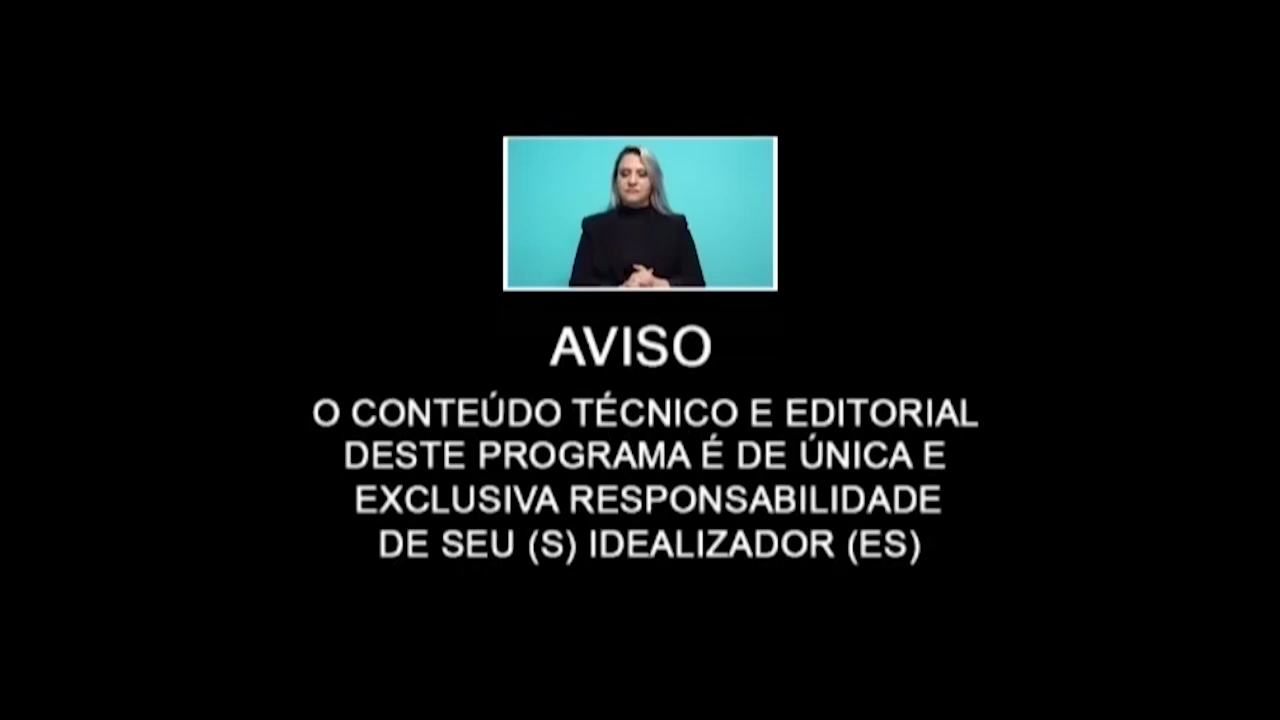 AVISO
O CONTEÚDO TÉCNICO E EDITORIAL
DESTE PROGRAMA É DE ÚNICA E
EXCLUSIVA RESPONSABILIDADE
DE SEU (S) IDEALIZADOR (ES)